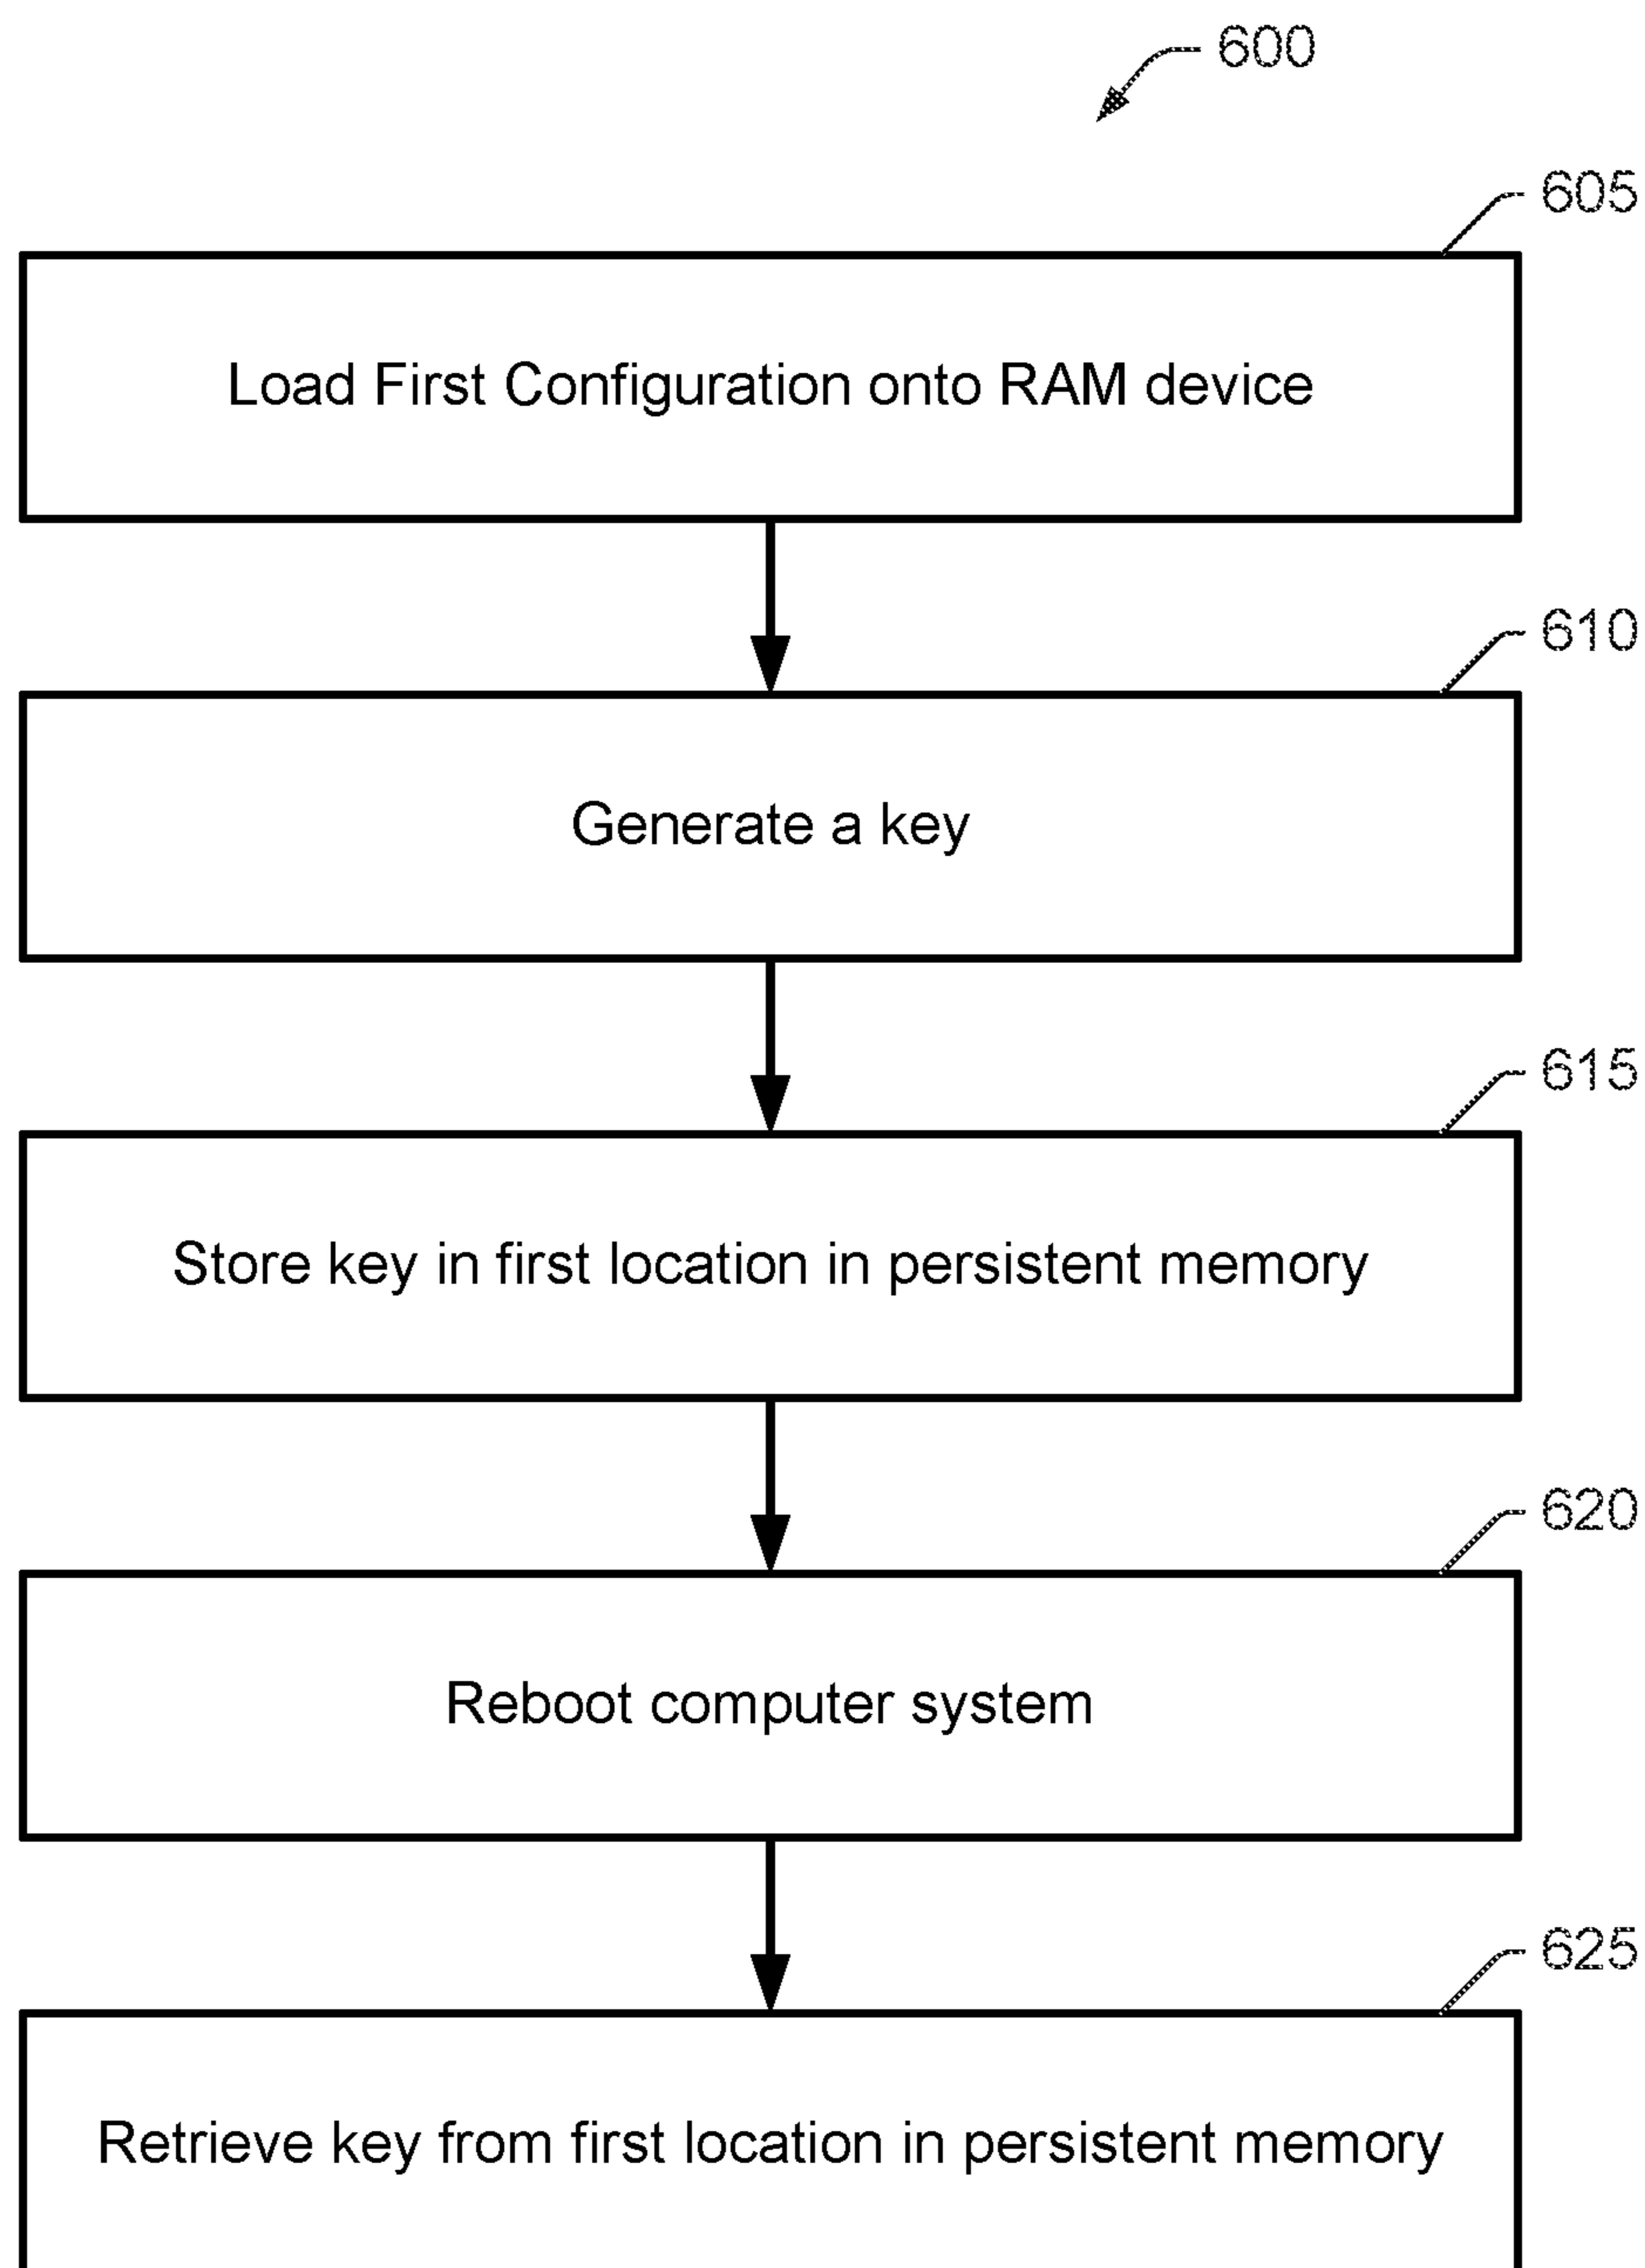 600
605
Load First Configuration onto RAM device
610
Generate a key
615
Store key in first location in persistent memory
620
Reboot computer system
625
Retrieve key from first location in persistent memory